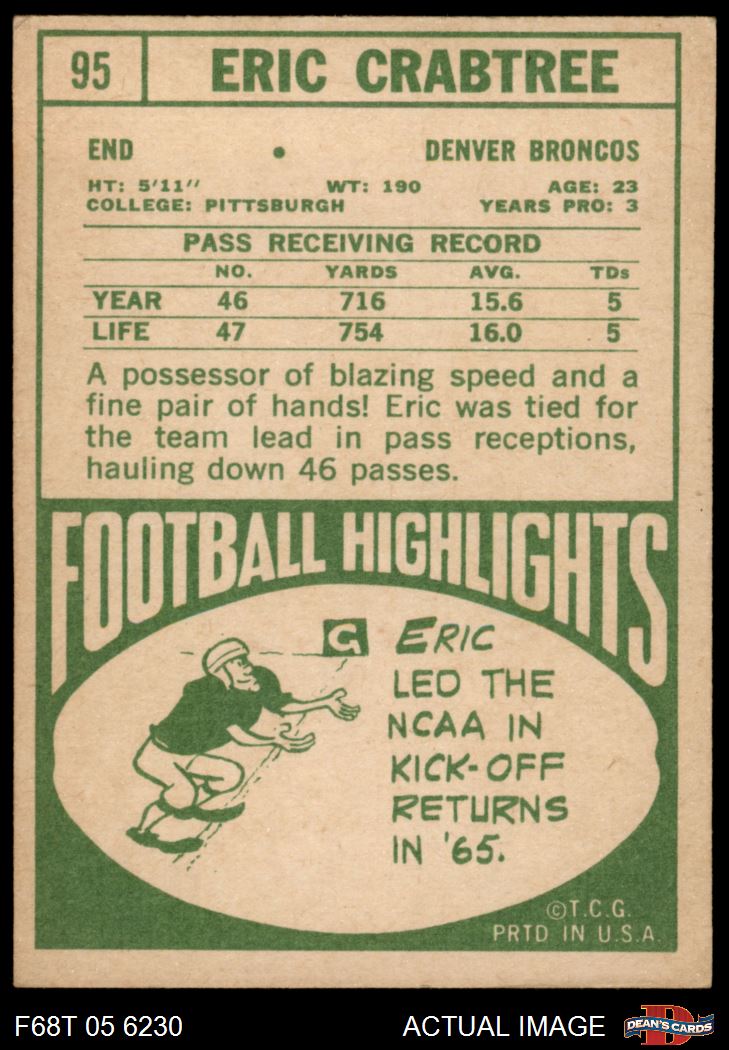 95 ERIC CRABTREE
END • DENVER BRONCOS
HT: 5'11" WT: 190 AGE: 23
COLLEGE: PITTSBURGH YEARS PRO: 3
PASS RECEIVING RECORD
NO. YARDS AVG. TDs
YEAR 46 716 15.6 5
LIFE 47 754 16.0 5
A possessor of blazing speed and a
fine pair of hands! Eric was tied for
the team lead in pass receptions,
hauling down 46 passes.
FOOTBALL HIGHLIGHTS
G ERIC
LED THE
NCAA IN
KICK-OFF
RETURNS
IN '65.
©T.C.G.
PRTD IN U.S.A.
F68T 05 6230 ACTUAL IMAGE D DEAN'S CARDS